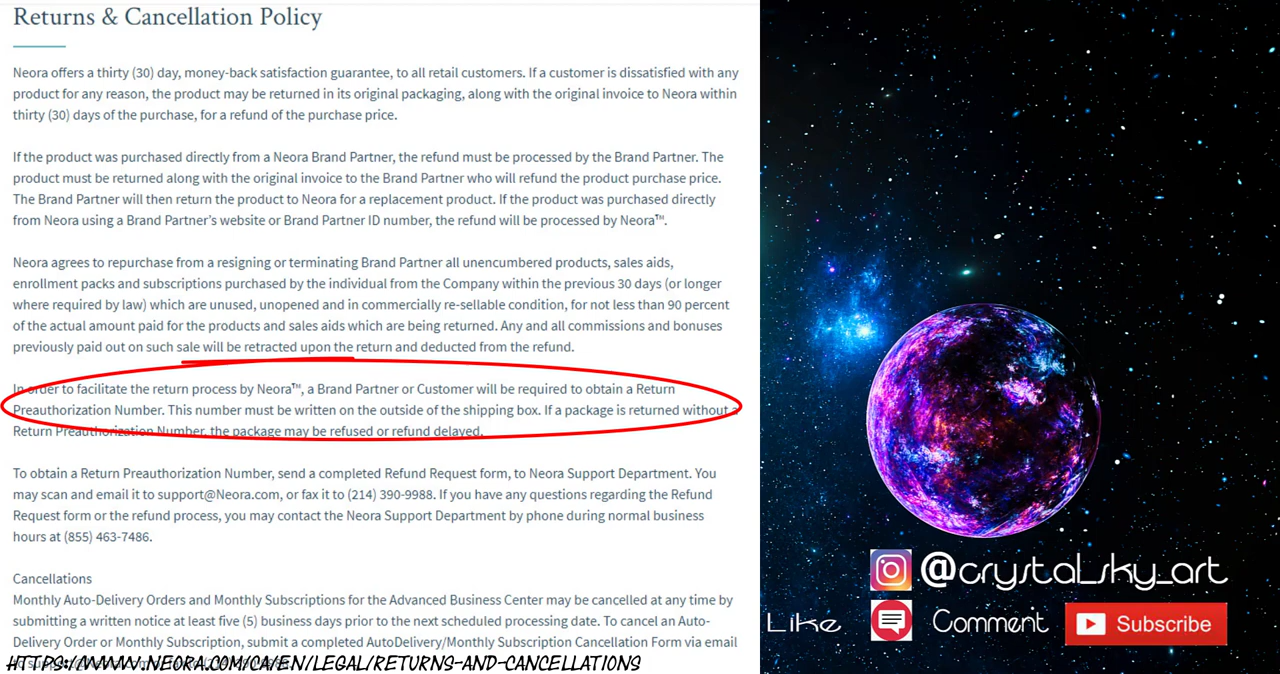 Returns & Cancellation Policy
Neora offers a thirty (30) day, money-back satisfaction guarantee, to all retail customers. If a customer is dissatisfied with any
product for any reason, the product may be returned in its original packaging, along with the original invoice to Neora within
thirty (30) days of the purchase, for a refund of the purchase price.
If the product was purchased directly from a Neora Brand Partner, the refund must be processed by the Brand Partner. The
product must be returned along with the original invoice to the Brand Partner who will refund the product purchase price.
The Brand Partner will then return the product to Neora for a replacement product. If the product was purchased directly
from Neora using a Brand Partner's website or Brand Partner ID number, the refund will be processed by Neora™.
Neora agrees to repurchase from a resigning or terminating Brand Partner all unencumbered products, sales aids,
enrollment packs and subscriptions purchased by the individual from the Company within the previous 30 days (or longer
where required by law) which are unused, unopened and in commercially re-sellable condition, for not less than 90 percent
of the actual amount paid for the products and sales aids which are being returned. Any and all commissions and bonuses
previously paid out on such sale will be retracted upon the return and deducted from the refund.
In order to facilitate the return process by Neora™, a Brand Partner or Customer will be required to obtain a Return
Preauthorization Number. This number must be written on the outside of the shipping box. If a package is returned without a
Return Preauthorization Number, the package may be refused or refund delayed.
To obtain a Return Preauthorization Number, send a completed Refund Request form, to Neora Support Department. You
may scan and email it to support@Neora.com, or fax it to (214) 390-9988. If you have any questions regarding the Refund
Request form or the refund process, you may contact the Neora Support Department by phone during normal business
hours at (855) 463-7486.
Cancellations
Monthly Auto-Delivery Orders and Monthly Subscriptions for the Advanced Business Center may be cancelled at any time by
submitting a written notice at least five (5) business days prior to the next scheduled processing date. To cancel an Auto-
Delivery Order or Monthly Subscription, submit a completed AutoDelivery/Monthly Subscription Cancellation Form via email
HTTPS://WWW.NEORA.COM/CA/EN/LEGAL/RETURNS-AND-CANCELLATIONS
@crystal_sky_art
Like Comment Subscribe